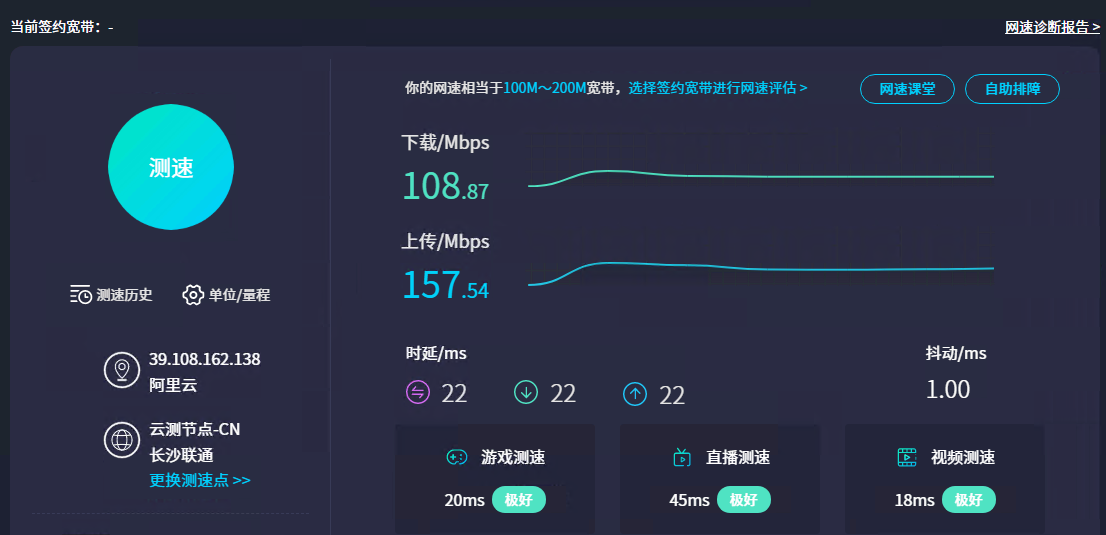 当前签约宽带：-
网速诊断报告 >
你的网速相当于100M～200M宽带，选择签约宽带进行网速评估 >
网速课堂
自助排障
测速
下载/Mbps
108.87
上传/Mbps
157.54
测速历史
单位/量程
39.108.162.138
阿里云
云测节点-CN
长沙联通
更换测速点 >>
时延/ms
22
22
22
抖动/ms
1.00
游戏测速
20ms 极好
直播测速
45ms 极好
视频测速
18ms 极好